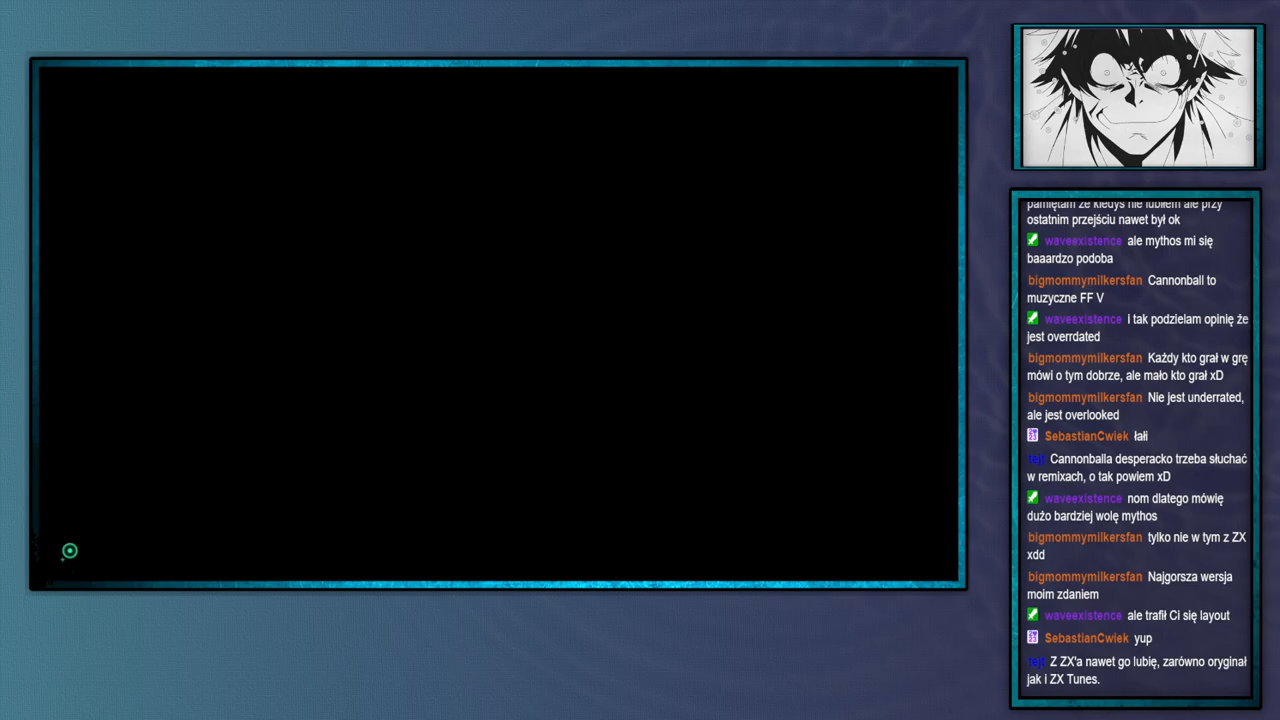 pamiętam że kiedyś nie lubiłem ale przy
ostatnim przejściu nawet był ok
waveexistence ale mythos mi się
baaardzo podoba
bigmommymilkersfan Cannonball to
muzyczne FF V
waveexistence i tak podzielam opinię że
jest overrdated
bigmommymilkersfan Każdy kto grał w grę
mówi o tym dobrze, ale mało kto grał xD
bigmommymilkersfan Nie jest underrated,
ale jest overlooked
SebastianCwiek łali
tejt Cannonballa desperacko trzeba słuchać
w remixach, o tak powiem xD
waveexistence nom dlatego mówię
dużo bardziej wolę mythos
bigmommymilkersfan tylko nie w tym z ZX
xdd
bigmommymilkersfan Najgorsza wersja
moim zdaniem
waveexistence ale trafił Ci się layout
SebastianCwiek yup
tejt Z ZX'a nawet go lubię, zarówno oryginał
jak i ZX Tunes.